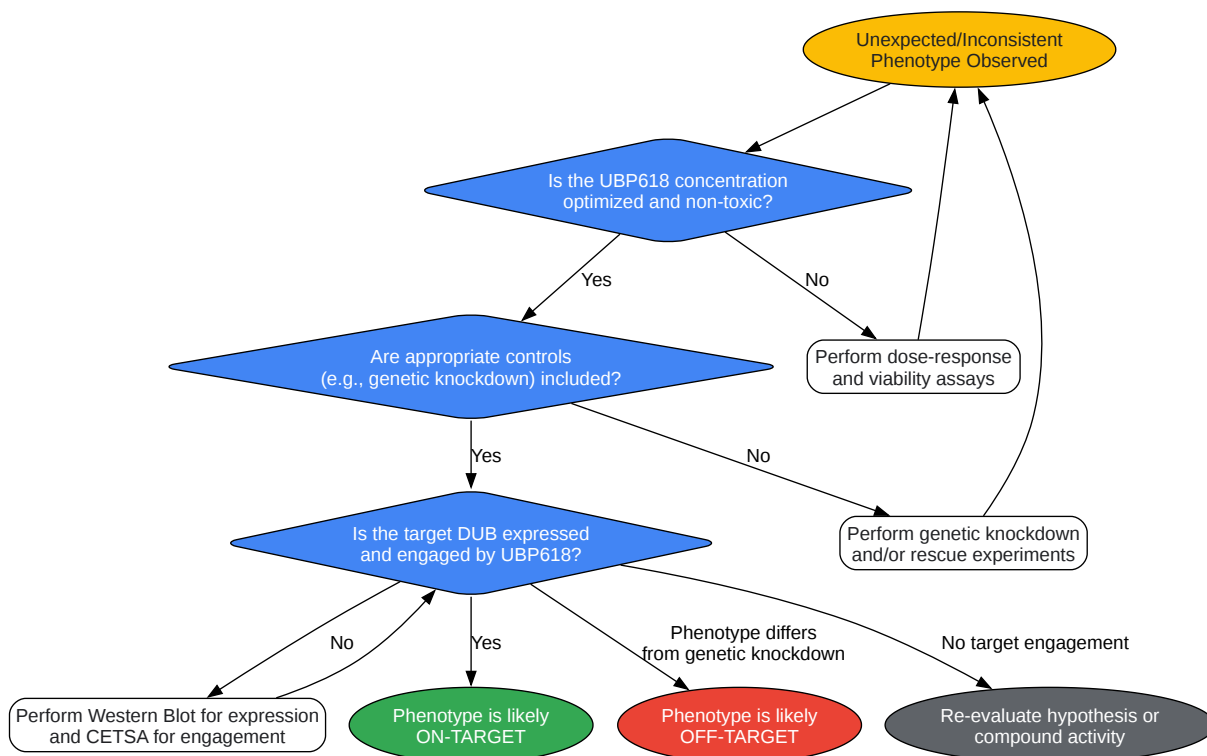 Unexpected/Inconsistent
Phenotype Observed
Is the UBP618 concentration
optimized and non-toxic?
Yes
No
Are appropriate controls
(e.g., genetic knockdown) included?
Perform dose-response
and viability assays
Yes
No
Is the target DUB expressed
and engaged by UBP618?
Perform genetic knockdown
and/or rescue experiments
No
Yes
Phenotype differs
from genetic knockdown
No target engagement
Perform Western Blot for expression
and CETSA for engagement
Phenotype is likely
ON-TARGET
Phenotype is likely
OFF-TARGET
Re-evaluate hypothesis or
compound activity